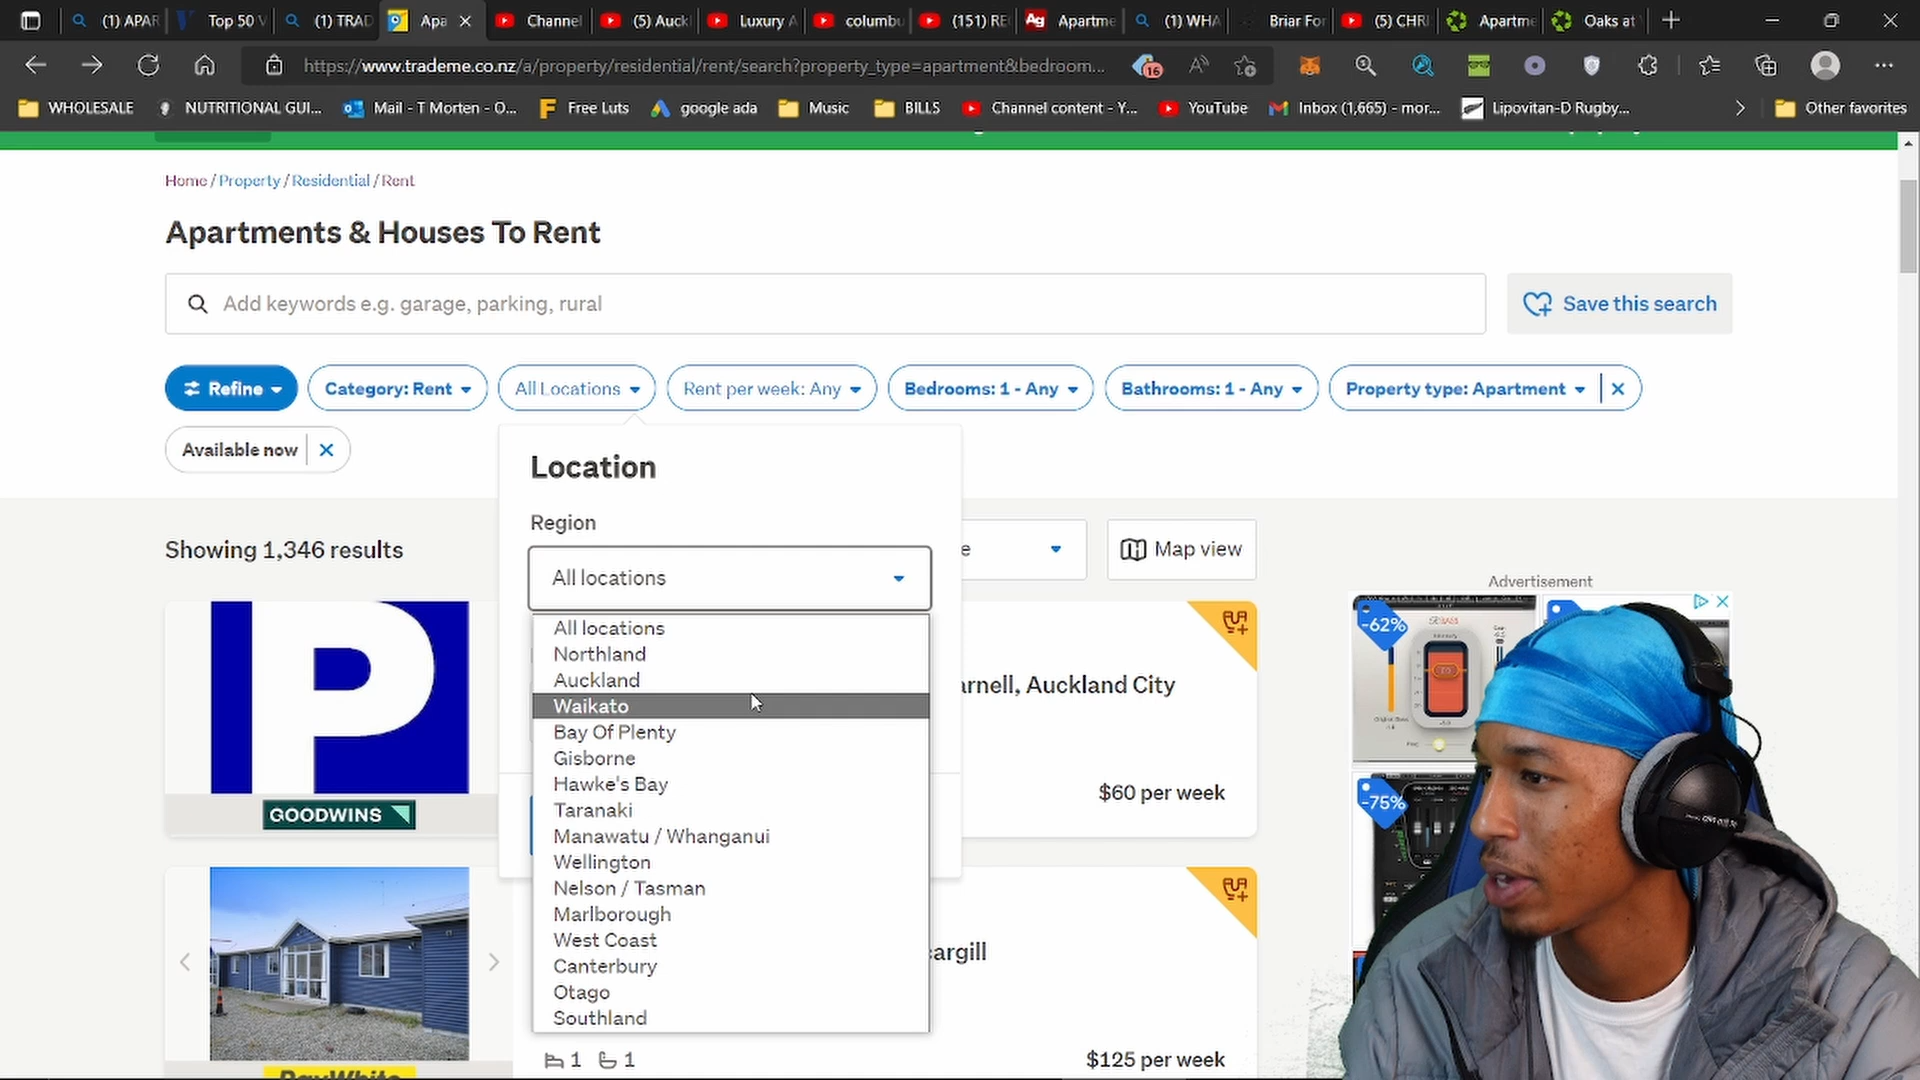 (1) APAR
Top 50 V
(1) TRAD
Apa
Channel
(5) Auckl
Luxury A
columbu
(151) RE
Ag
Apartme
(1) WHA
Briar For
(5) CHRI
Apartme
Oaks at
https://www.trademe.co.nz/a/property/residential/rent/search?property_type=apartment&bedroom...
16
WHOLESALE
NUTRITIONAL GUI...
Mail - T Morten - O...
Free Luts
google ada
Music
BILLS
Channel content - Y...
YouTube
Inbox (1,665) - mor...
Lipovitan-D Rugby...
Other favorites
Home / Property / Residential / Rent
Apartments & Houses To Rent
Add keywords e.g. garage, parking, rural
Save this search
Refine
Category: Rent
All Locations
Rent per week: Any
Bedrooms: 1 - Any
Bathrooms: 1 - Any
Property type: Apartment
Available now
Location
Region
Showing 1,346 results
All locations
e
Map view
Advertisement
All locations
Northland
Auckland
Waikato
Bay Of Plenty
Gisborne
Hawke's Bay
Taranaki
Manawatu / Whanganui
Wellington
Nelson / Tasman
Marlborough
West Coast
Canterbury
Otago
Southland
P
GOODWINS
arnell, Auckland City
$60 per week
-62%
-75%
cargill
1 1
$125 per week
RayWhite